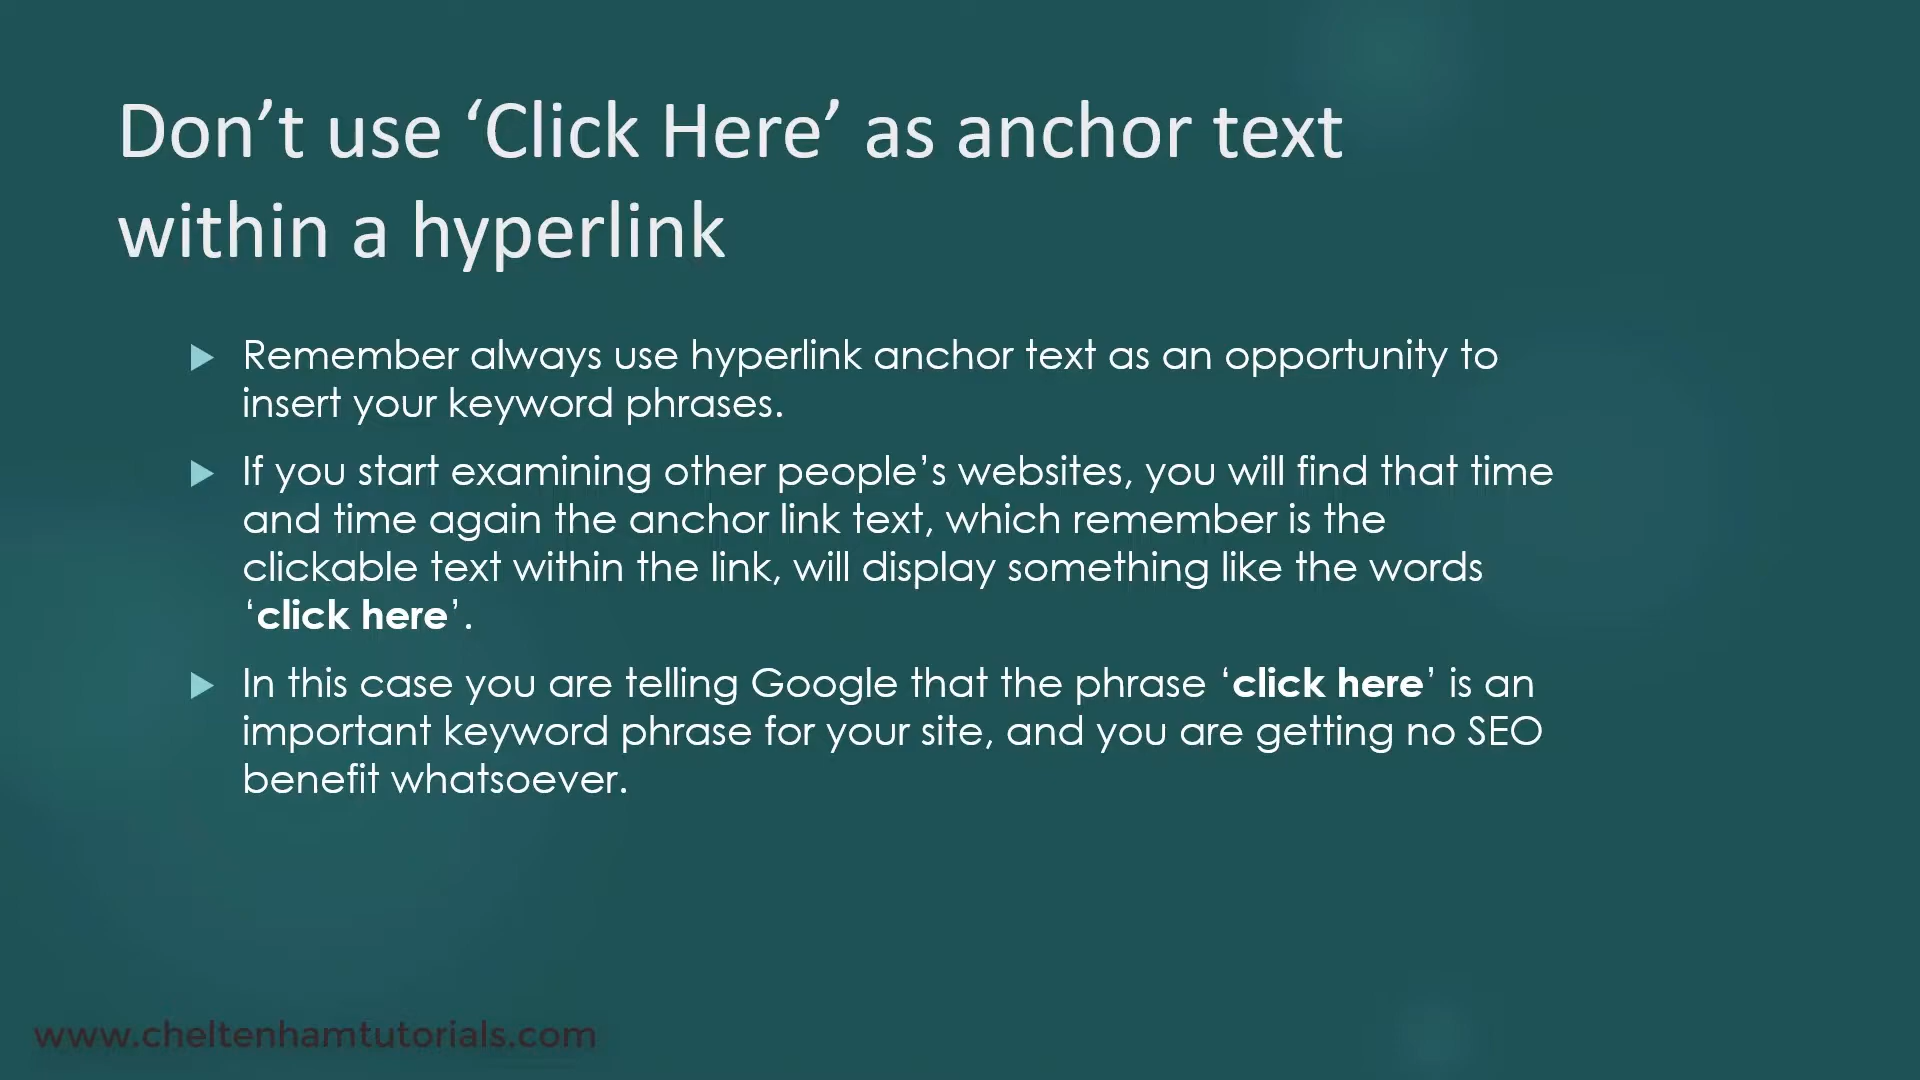 Don’t use ‘Click Here’ as anchor text
within a hyperlink
Remember always use hyperlink anchor text as an opportunity to
insert your keyword phrases.
If you start examining other people’s websites, you will find that time
and time again the anchor link text, which remember is the
clickable text within the link, will display something like the words
‘click here’.
In this case you are telling Google that the phrase ‘click here’ is an
important keyword phrase for your site, and you are getting no SEO
benefit whatsoever.
www.cheltenhamtutorials.com